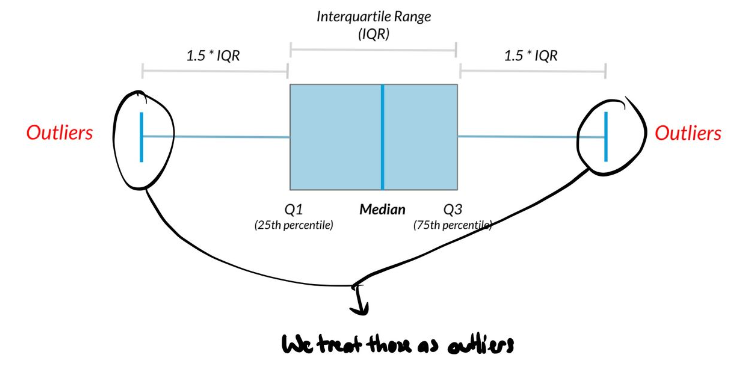 Interquartile Range
(IQR)
1.5 * IQR
1.5 * IQR
Outliers
Outliers
Q1
(25th percentile)
Median
Q3
(75th percentile)
We treat those as outliers